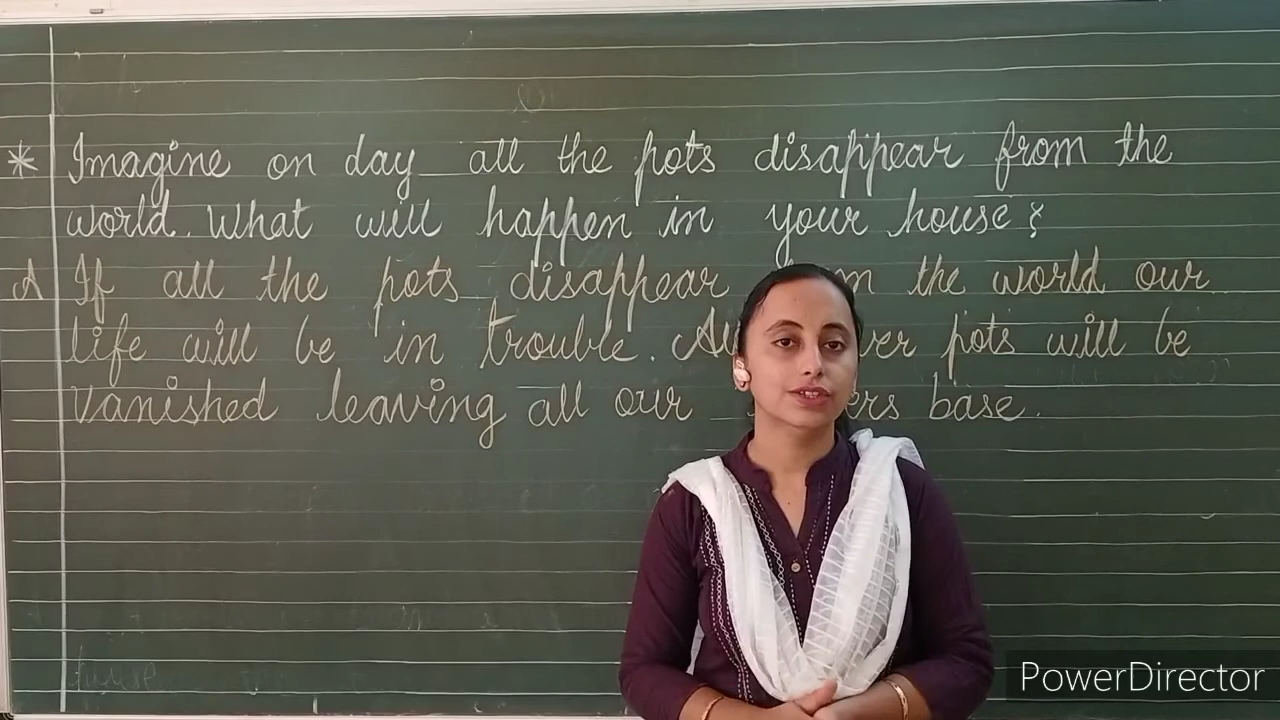 * Imagine on day all the pots disappear from the
world. What will happen in your house?
A If all the pots disappear the world our
life will be in trouble. pots will be
Vanished leaving all our base.
PowerDirector